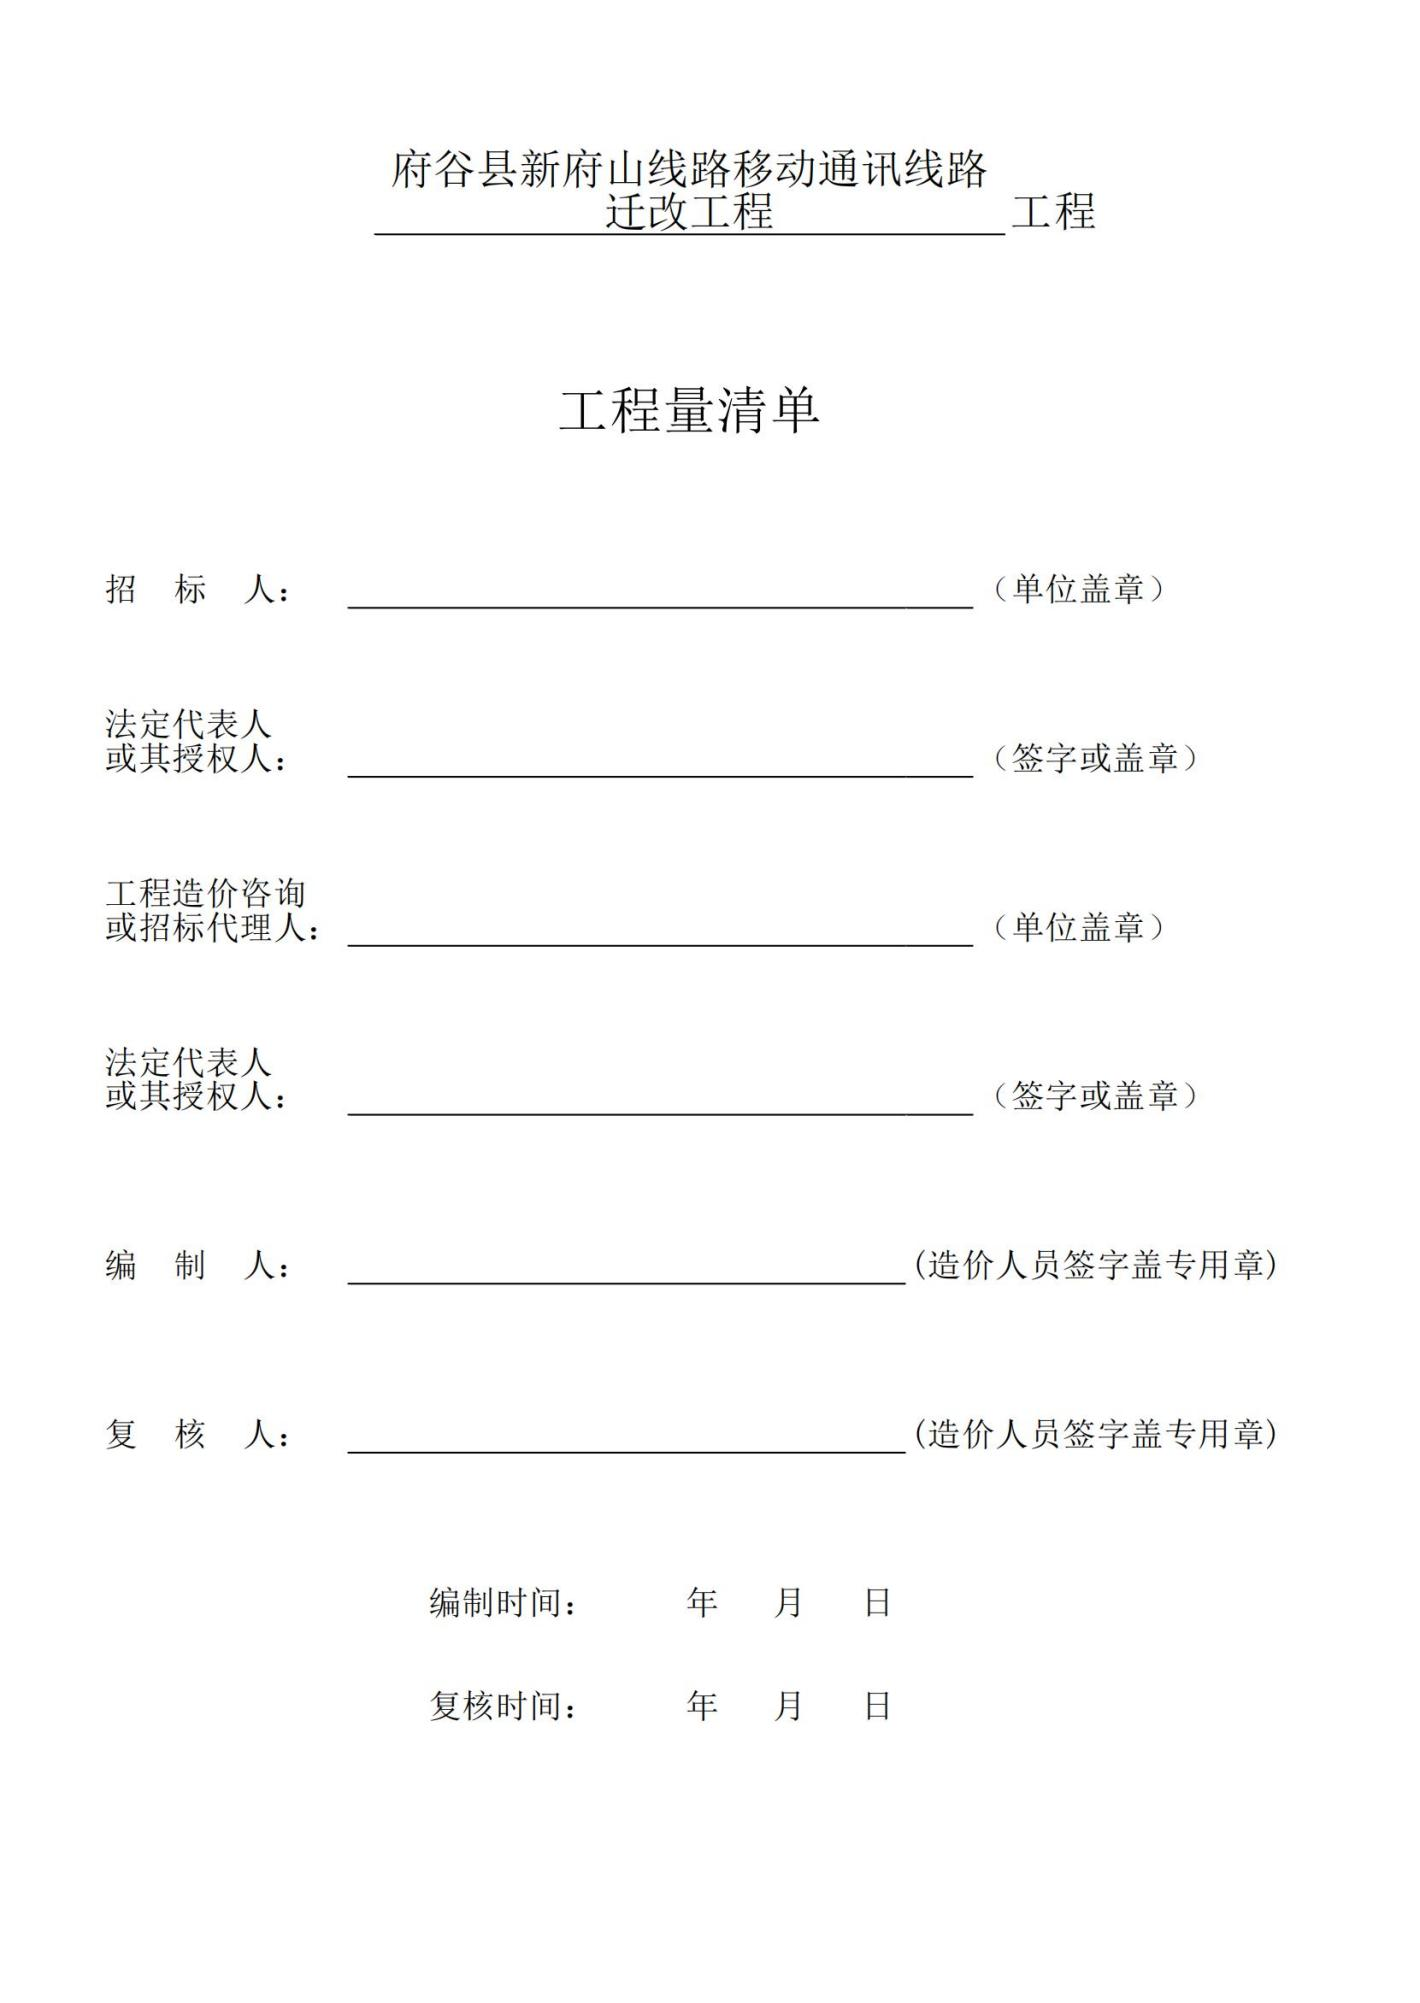 府谷县新府山线路移动通讯线路
迁改工程 工程
工程量清单
招 标 人： （单位盖章）
法定代表人
或其授权人： （签字或盖章）
工程造价咨询
或招标代理人： （单位盖章）
法定代表人
或其授权人： （签字或盖章）
编 制 人： (造价人员签字盖专用章)
复 核 人： (造价人员签字盖专用章)
编制时间： 年 月 日
复核时间： 年 月 日